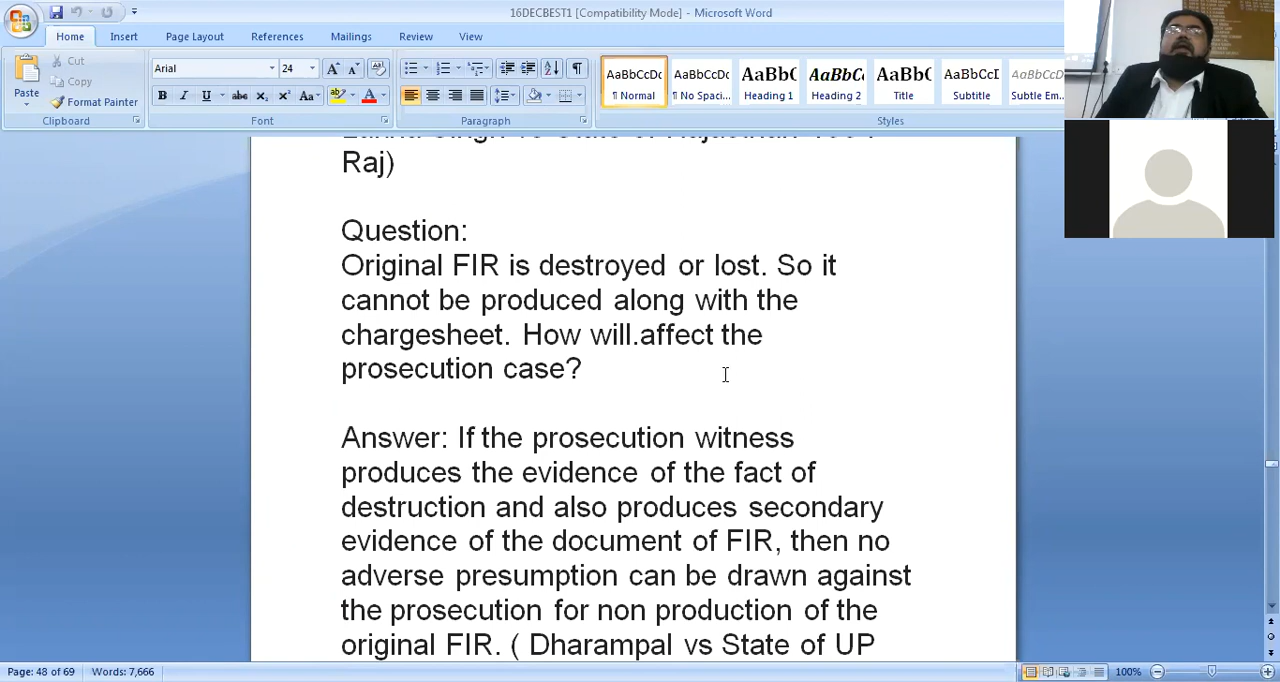 16DECBEST1 [Compatibility Mode] - Microsoft Word
Home Insert Page Layout References Mailings Review View
Cut
Copy
Paste
Format Painter
Clipboard
Arial 24
Font
Paragraph
AaBbCcDc AaBbCcDc AaBbC AaBbCc AaBbC AaBbCcI AaBbCcDc
¶ Normal ¶ No Spaci... Heading 1 Heading 2 Title Subtitle Subtle Em...
Styles
Raj)
Question:
Original FIR is destroyed or lost. So it
cannot be produced along with the
chargesheet. How will.affect the
prosecution case?
Answer: If the prosecution witness
produces the evidence of the fact of
destruction and also produces secondary
evidence of the document of FIR, then no
adverse presumption can be drawn against
the prosecution for non production of the
original FIR. ( Dharampal vs State of UP
Page: 48 of 69 Words: 7,666
100%